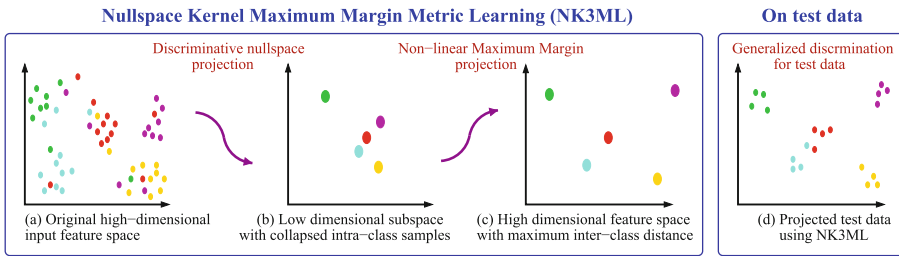 Nullspace Kernel Maximum Margin Metric Learning (NK3ML)
On test data
Discriminative nullspace
projection
Non-linear Maximum Margin
projection
Generalized discrimination
for test data
(a) Original high-dimensional
input feature space
(b) Low dimensional subspace
with collapsed intra-class samples
(c) High dimensional feature space
with maximum inter-class distance
(d) Projected test data
using NK3ML